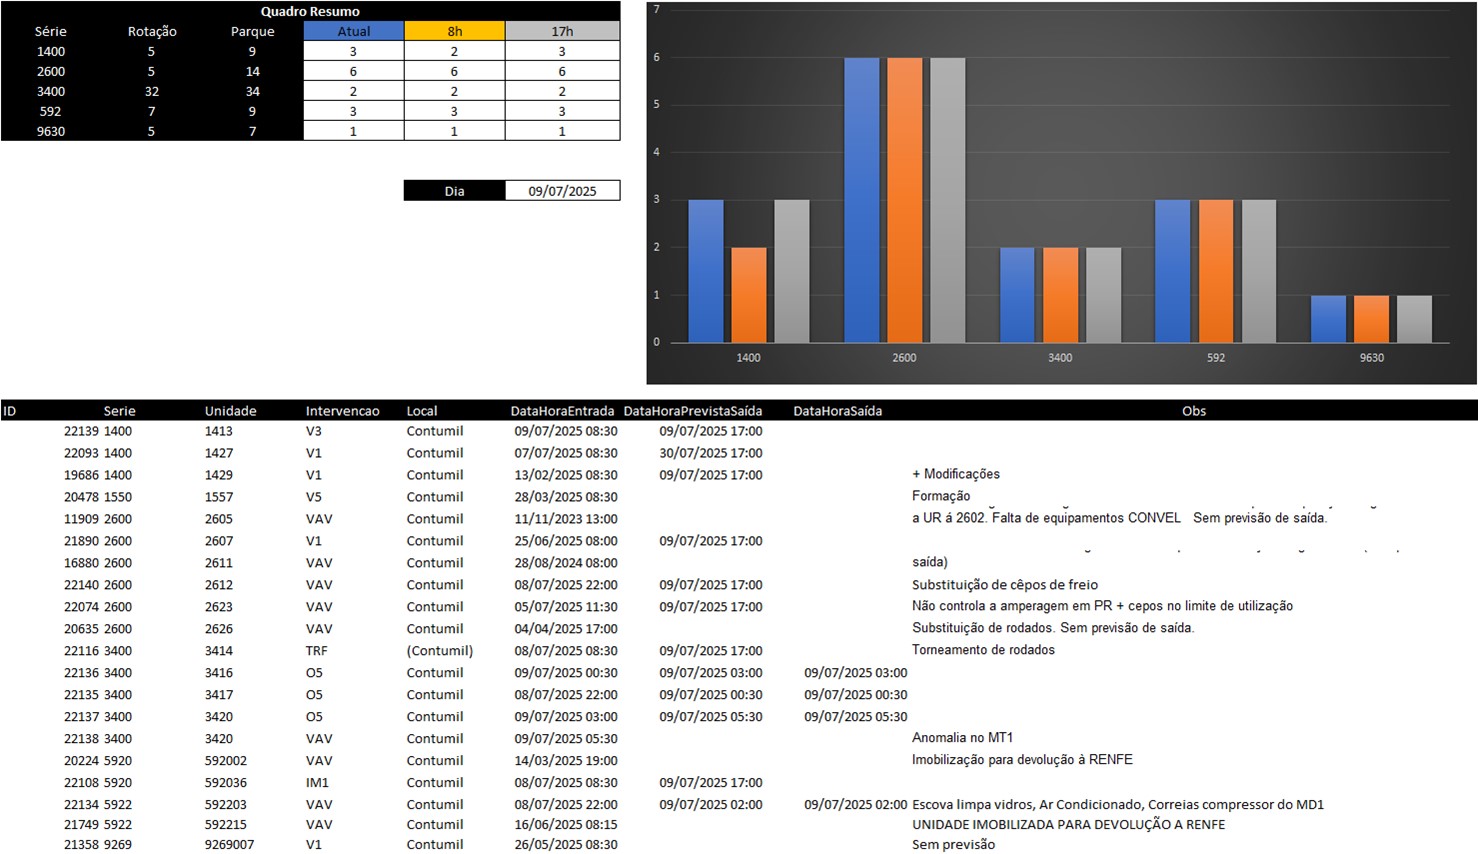 Quadro Resumo
Série Rotação Parque Atual 8h 17h
1400 5 9 3 2 3
2600 5 14 6 6 6
3400 32 34 2 2 2
592 7 9 3 3 3
9630 5 7 1 1 1
Dia 09/07/2025
7
6
5
4
3
2
1
0
1400 2600 3400 592 9630
ID Serie Unidade Intervencao Local DataHoraEntrada DataHoraPrevistaSaída DataHoraSaída Obs
22139 1400 1413 V3 Contumil 09/07/2025 08:30 09/07/2025 17:00
22093 1400 1427 V1 Contumil 07/07/2025 08:30 30/07/2025 17:00
19686 1400 1429 V1 Contumil 13/02/2025 08:30 09/07/2025 17:00 + Modificações
20478 1550 1557 V5 Contumil 28/03/2025 08:30 Formação
11909 2600 2605 VAV Contumil 11/11/2023 13:00 a UR á 2602. Falta de equipamentos CONVEL Sem previsão de saída.
21890 2600 2607 V1 Contumil 25/06/2025 08:00 09/07/2025 17:00
16880 2600 2611 VAV Contumil 28/08/2024 08:00 saída)
22140 2600 2612 VAV Contumil 08/07/2025 22:00 09/07/2025 17:00 Substituição de cêpos de freio
22074 2600 2623 VAV Contumil 05/07/2025 11:30 09/07/2025 17:00 Não controla a amperagem em PR + cepos no limite de utilização
20635 2600 2626 VAV Contumil 04/04/2025 17:00 Substituição de rodados. Sem previsão de saída.
22116 3400 3414 TRF (Contumil) 08/07/2025 08:30 09/07/2025 17:00 Torneamento de rodados
22136 3400 3416 O5 Contumil 09/07/2025 00:30 09/07/2025 03:00 09/07/2025 03:00
22135 3400 3417 O5 Contumil 08/07/2025 22:00 09/07/2025 00:30 09/07/2025 00:30
22137 3400 3420 O5 Contumil 09/07/2025 03:00 09/07/2025 05:30 09/07/2025 05:30
22138 3400 3420 VAV Contumil 09/07/2025 05:30 Anomalia no MT1
20224 5920 592002 VAV Contumil 14/03/2025 19:00 Imobilização para devolução à RENFE
22108 5920 592036 IM1 Contumil 08/07/2025 08:30 09/07/2025 17:00
22134 5922 592203 VAV Contumil 08/07/2025 22:00 09/07/2025 02:00 09/07/2025 02:00 Escova limpa vidros, Ar Condicionado, Correias compressor do MD1
21749 5922 592215 VAV Contumil 16/06/2025 08:15 UNIDADE IMOBILIZADA PARA DEVOLUÇÃO A RENFE
21358 9269 9269007 V1 Contumil 26/05/2025 08:30 Sem previsão